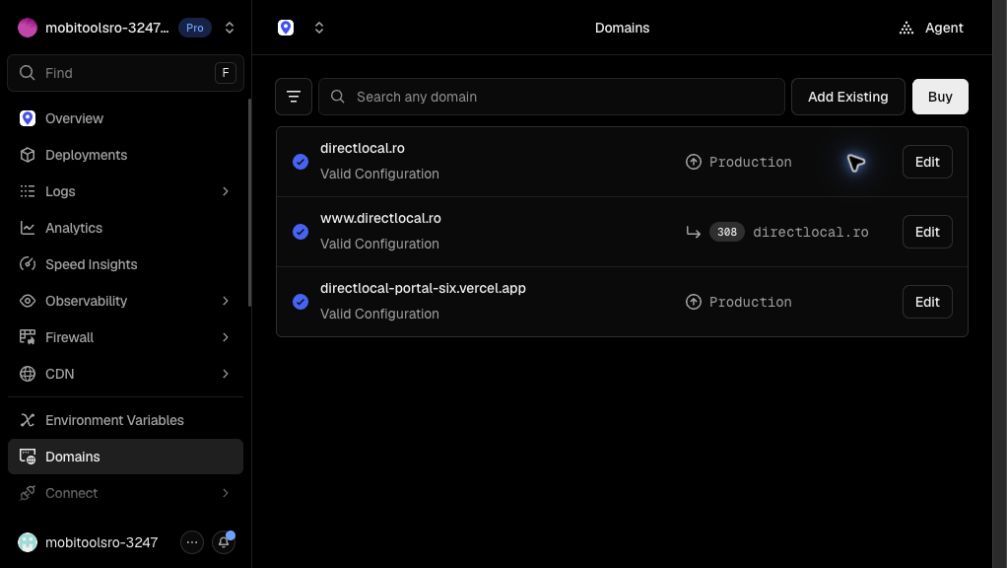 mobitoolsro-3247... Pro
Find F
Overview
Deployments
Logs
Analytics
Speed Insights
Observability
Firewall
CDN
Environment Variables
Domains
Connect
mobitoolsro-3247
Domains
Agent
Search any domain
Add Existing
Buy
directlocal.ro
Valid Configuration
Production
Edit
www.directlocal.ro
Valid Configuration
308 directlocal.ro
Edit
directlocal-portal-six.vercel.app
Valid Configuration
Production
Edit